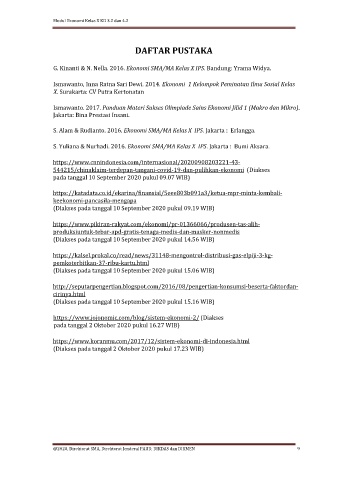 Modul Ekonomi Kelas X KD 3.2 dan 4.2
DAFTAR PUSTAKA
G. Kinanti & N. Nella. 2016. Ekonomi SMA/MA Kelas X IPS. Bandung: Yrama Widya.
Ismawanto, Inna Ratna Sari Dewi. 2014. Ekonomi 1 Kelompok Peminatan Ilmu Sosial Kelas
X. Surakarta: CV Putra Kertonatan
Ismawanto. 2017. Panduan Materi Sukses Olimpiade Sains Ekonomi Jilid 1 (Makro dan Mikro).
Jakarta: Bina Prestasi Insani.
S. Alam & Rudianto. 2016. Ekonomi SMA/MA Kelas X IPS. Jakarta : Erlangga.
S. Yuliana & Nurhadi. 2016. Ekonomi SMA/MA Kelas X IPS. Jakarta : Bumi Aksara
https://www.cnnindonesia.com/internasional/20200908203221-43-
544215/chinaklaim-terdepan-tangani-covid-19-dan-pulihkan-ekonomi (Diakses
pada tanggal 10 September 2020 pukul 09.07 WIB)
https://katadata.co.id/ekarina/finansial/5eee803b091a3/ketua-mpr-minta-kembali-
keekonomi-pancasila-mengapa
(Diakses pada tanggal 10 September 2020 pukul 09.19 WIB)
https://www.pikiran-rakyat.com/ekonomi/pr-01366066/produsen-tas-alih-
produksiuntuk-tebar-apd-gratis-tenaga-medis-dan-masker-nonmedis
(Diakses pada tanggal 10 September 2020 pukul 14.56 WIB)
https://kalsel.prokal.co/read/news/31148-mengontrol-distribusi-gas-elpiji-3-kg-
pemkoterbitkan-37-ribu-kartu.html
(Diakses pada tanggal 10 September 2020 pukul 15.06 WIB)
http://seputarpengertian.blogspot.com/2016/08/pengertian-konsumsi-beserta-faktordan-
cirinya.html
(Diakses pada tanggal 10 September 2020 pukul 15.16 WIB)
https://www.jojonomic.com/blog/sistem-ekonomi-2/ (Diakses
pada tanggal 2 Oktober 2020 pukul 16.27 WIB)
https://www.koranmu.com/2017/12/sistem-ekonomi-di-indonesia.html
(Diakses pada tanggal 2 Oktober 2020 pukul 17.23 WIB)
@2020, Direktorat SMA, Direktorat Jenderal PAUD, DIKDAS dan DIKMEN